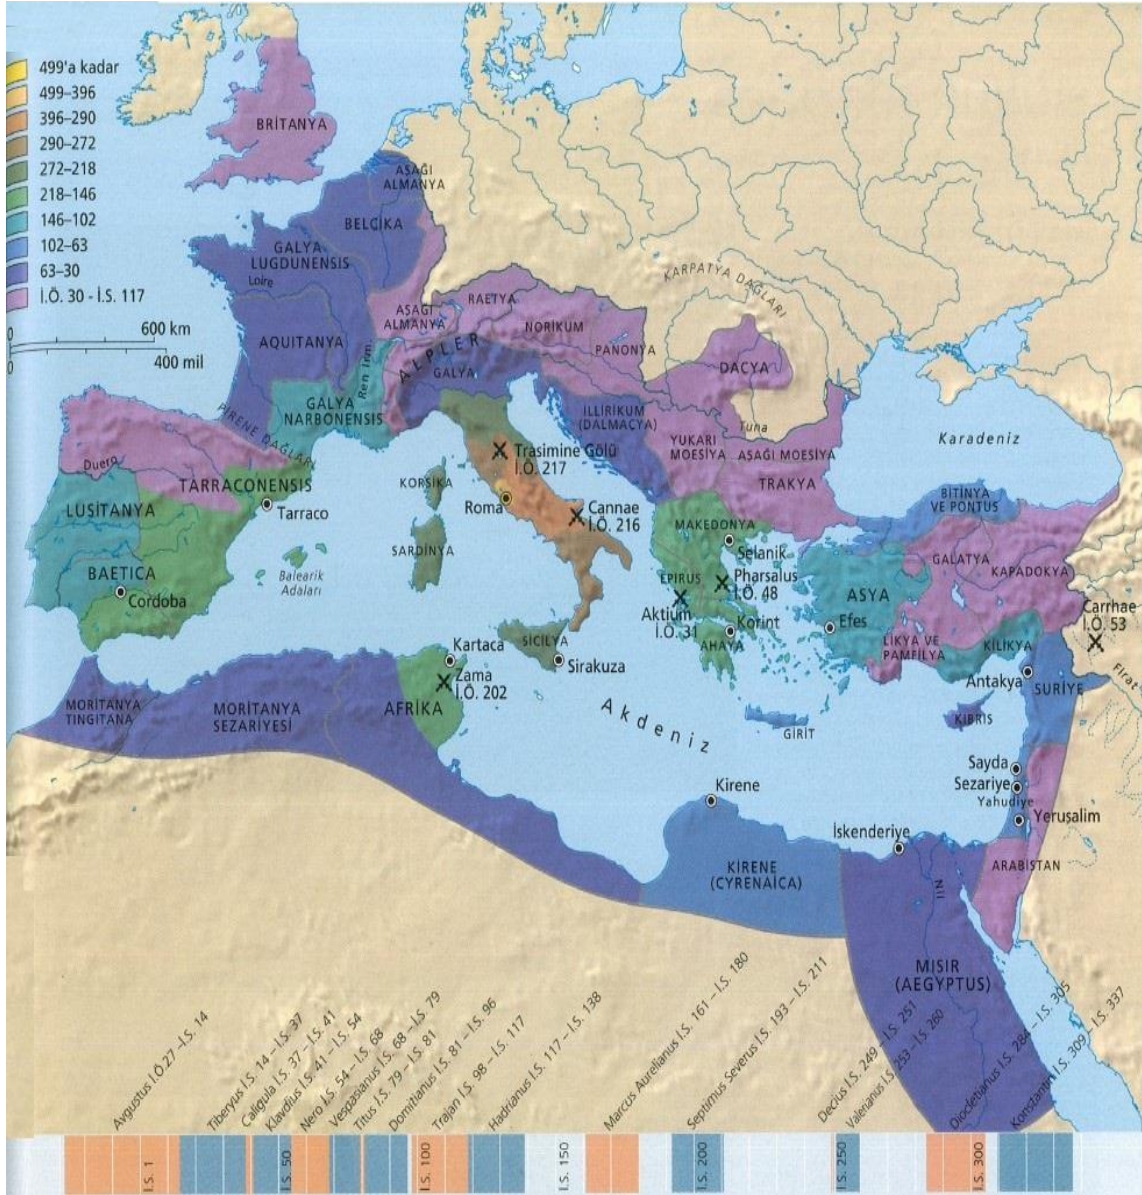 499'a kadar
499–396
396–290
290–272
272–218
218–146
146–102
102–63
63–30
İ.Ö. 30 - İ.S. 117
0
600 km
400 mil
0
BRİTANYA
AŞAĞI
ALMANYA
BELÇİKA
GALYA
LUGDUNENSIS
Loire
AQUITANYA
AŞAĞI
ALMANYA
RAETYA
NORİKUM
PANONYA
KARPATYA DAĞLARI
DACYA
ALPLER
GALYA
Ren Irm.
GALYA
NARBONENSIS
PİRENE DAĞLARI
İLLİRİKUM
(DALMAÇYA)
YUKARI
MOESİYA
Tuna
AŞAĞI MOESİYA
TRAKYA
Karadeniz
Duero
TARRACONENSIS
Tarraco
LUSİTANYA
BAETICA
Cordoba
Balearik
Adaları
KORSİKA
SARDİNYA
Trasimine Gölü
İ.Ö. 217
Roma
Cannae
İ.Ö. 216
MAKEDONYA
Selanik
EPIRUS
Pharsalus
İ.Ö. 48
Aktium
İ.Ö. 31
Korint
AHAYA
BİTİNYA
VE PONTUS
GALATYA
KAPADOKYA
ASYA
Efes
LİKYA VE
PAMFİLYA
KİLİKYA
Carrhae
İ.Ö. 53
Fırat
Antakya
SURİYE
KIBRIS
GİRİT
SİCİLYA
Sirakuza
Kartaca
Zama
İ.Ö. 202
AFRİKA
MORİTANYA
TINGITANA
MORİTANYA
SEZARİYESİ
Akdeniz
Sayda
Sezariye
Yahudiye
Yeruşalim
Kirene
İskenderiye
KİRENE
(CYRENAİCA)
ARABİSTAN
Nil
MISIR
(AEGYPTUS)
Avgustus İ.Ö.27 – İ.S. 14
Tiberyus İ.S. 14 – İ.S. 37
Caligula İ.S. 37 – İ.S. 41
Klavdius İ.S. 41 – İ.S. 54
Nero İ.S. 54 – İ.S. 68
Vespasianus İ.S. 68 – İ.S. 79
Titus İ.S. 79 – İ.S. 81
Domitianus İ.S. 81 – İ.S. 96
Trajan İ.S. 98 – İ.S. 117
Hadrianus İ.S. 117 – İ.S. 138
Marcus Aurelianus İ.S. 161 – İ.S. 180
Septimus Severus İ.S. 193 – İ.S. 211
Decius İ.S. 249 – İ.S. 251
Valerianus İ.S. 253 – İ.S. 260
Diocletianus İ.S. 284 – İ.S. 305
Konstantin İ.S. 309 – İ.S. 337
İ.S. 1
İ.S. 50
İ.S. 100
İ.S. 150
İ.S. 200
İ.S. 250
İ.S. 300